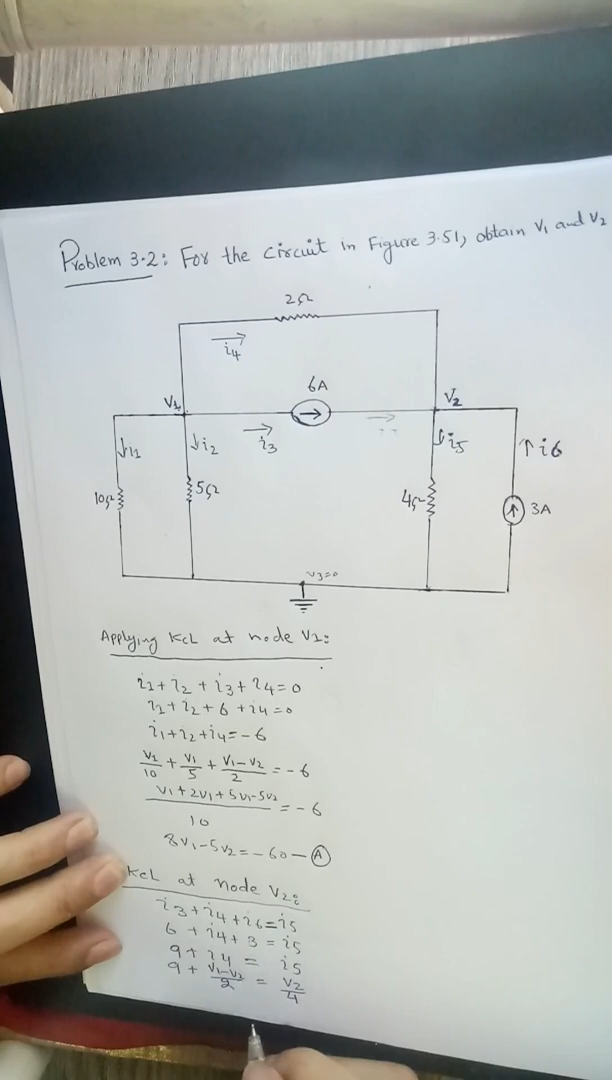 Problem 3.2: For the circuit in Figure 3.51, obtain V1 and V2
2Ω
i4
6A
V1
V2
i1
i2
i3
i5
↑ i6
10Ω
5Ω
4Ω
3A
V3=0
Applying KCL at node V1:
i1 + i2 + i3 + i4 = 0
i1 + i2 + 6 + i4 = 0
i1 + i2 + i4 = -6
V1/10 + V1/5 + (V1-V2)/2 = -6
(V1 + 2V1 + 5V1-5V2)/10 = -6
8V1-5V2 = -60 — A
KCL at node V2:
i3 + i4 + i6 = i5
6 + i4 + 3 = i5
9 + i4 = i5
9 + (V1-V2)/2 = V2/4